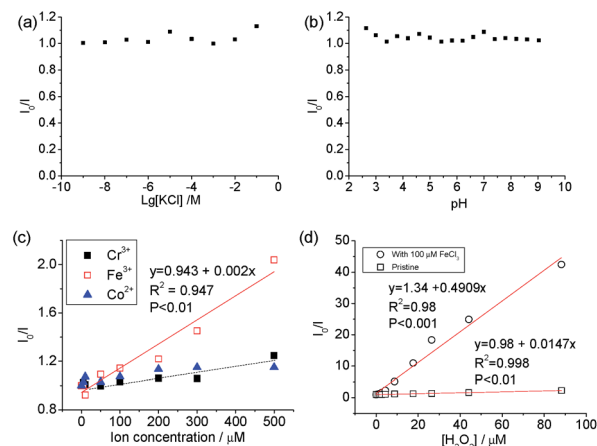 (a)
1.2
1.0
0.8
0.6
0.4
0.2
0.0
I₀/I
-10 -8 -6 -4 -2 0
Lg[KCl] /M
(b)
1.2
1.0
0.8
0.6
0.4
0.2
0.0
I₀/I
2 3 4 5 6 7 8 9 10
pH
(c)
Cr³⁺
Fe³⁺
Co²⁺
y=0.943 + 0.002x
R² = 0.947
P<0.01
2.4
2.0
1.6
1.2
0.8
I₀/I
0 100 200 300 400 500
Ion concentration / μM
(d)
With 100 μM FeCl₃
Pristine
y=1.34 +0.4909x
R²=0.98
P<0.001
y=0.98 +0.0147x
R²=0.998
P<0.01
50
40
30
20
10
0
I₀/I
0 20 40 60 80
[H₂O₂] / μM